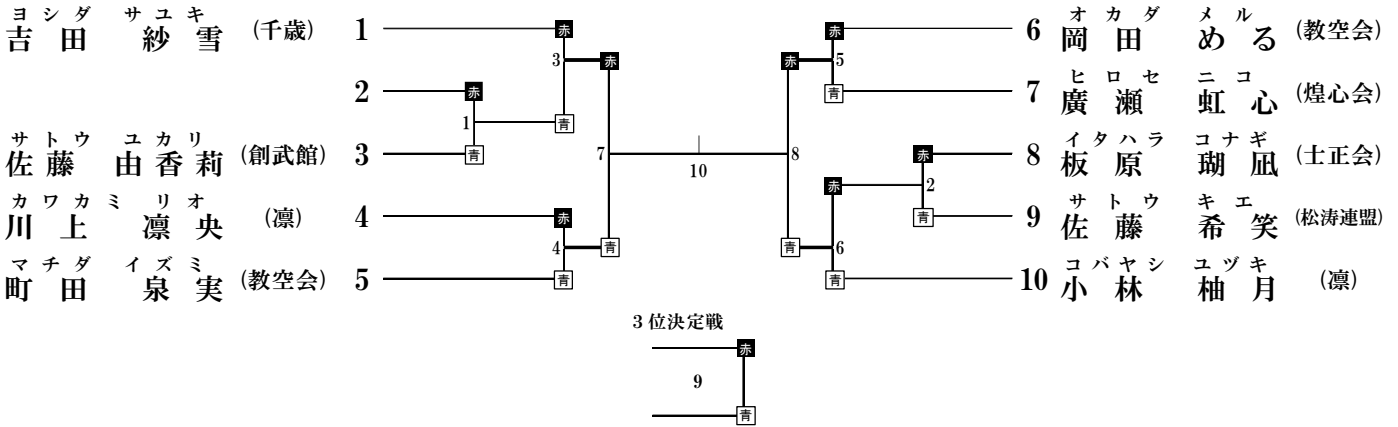 ヨシダ サユキ
吉田 紗雪 (千歳) 1
2
サトウ ユカリ
佐藤 由香莉 (創武館) 3
カワカミ リオ
川上 凛央 (凛) 4
マチダ イズミ
町田 泉実 (教空会) 5
赤
3
赤
赤
1
青
青
7
赤
4
青
青
10
赤
赤
5
青
8
赤
赤
2
青
青
6
青
オカダ メル
6 岡田 める (教空会)
ヒロセ ニコ
7 廣瀬 虹心 (煌心会)
イタハラ コナギ
8 板原 瑚凪 (士正会)
サトウ キエ
9 佐藤 希笑 (松涛連盟)
コバヤシ ユヅキ
10 小林 柚月 (凛)
3位決定戦
赤
9
青